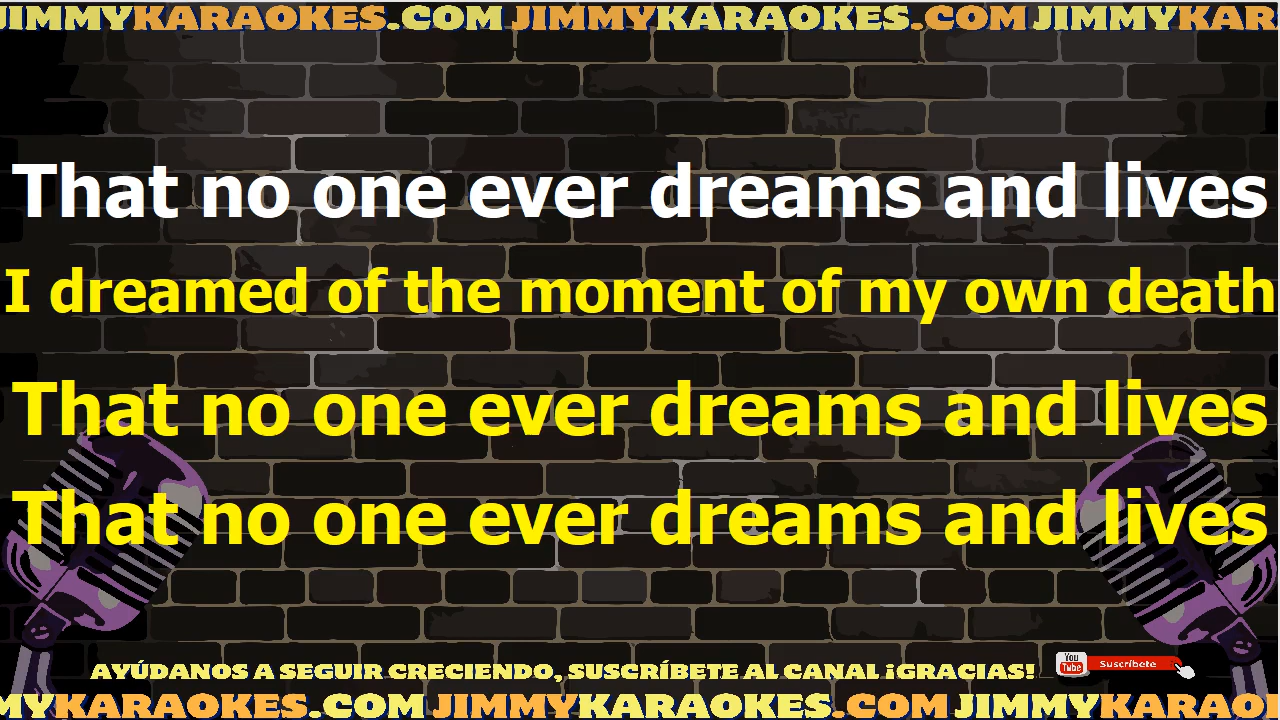 JIMMYKARAOKES.COM JIMMYKARAOKES.COM JIMMYKAR
That no one ever dreams and lives
I dreamed of the moment of my own death
That no one ever dreams and lives
That no one ever dreams and lives
AYÚDANOS A SEGUIR CRECIENDO, SUSCRÍBETE AL CANAL ¡GRACIAS!
You Tube Suscríbete
MYKARAOKES.COM JIMMYKARAOKES.COM JIMMYKARAO